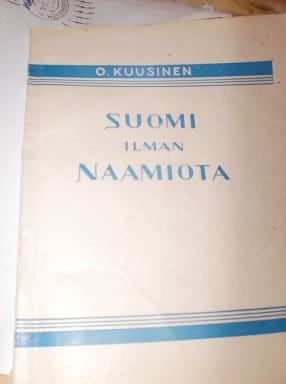 O. KUUSINEN
SUOMI
ILMAN
NAAMIOTA